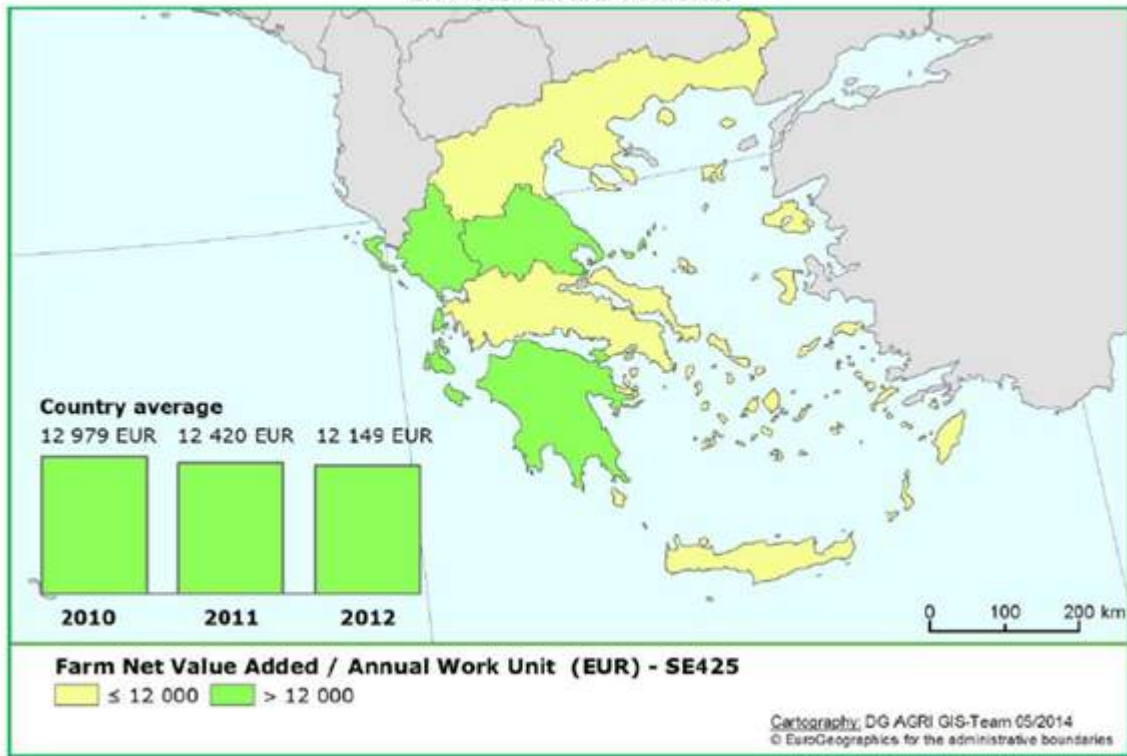 Country average
12 979 EUR 12 420 EUR 12 149 EUR
2010 2011 2012
0 100 200 km
Farm Net Value Added / Annual Work Unit (EUR) - SE425
≤ 12 000 > 12 000
Cartography: DG AGRI GIS-Team 05/2014
© EuroGeographics for the administrative boundaries